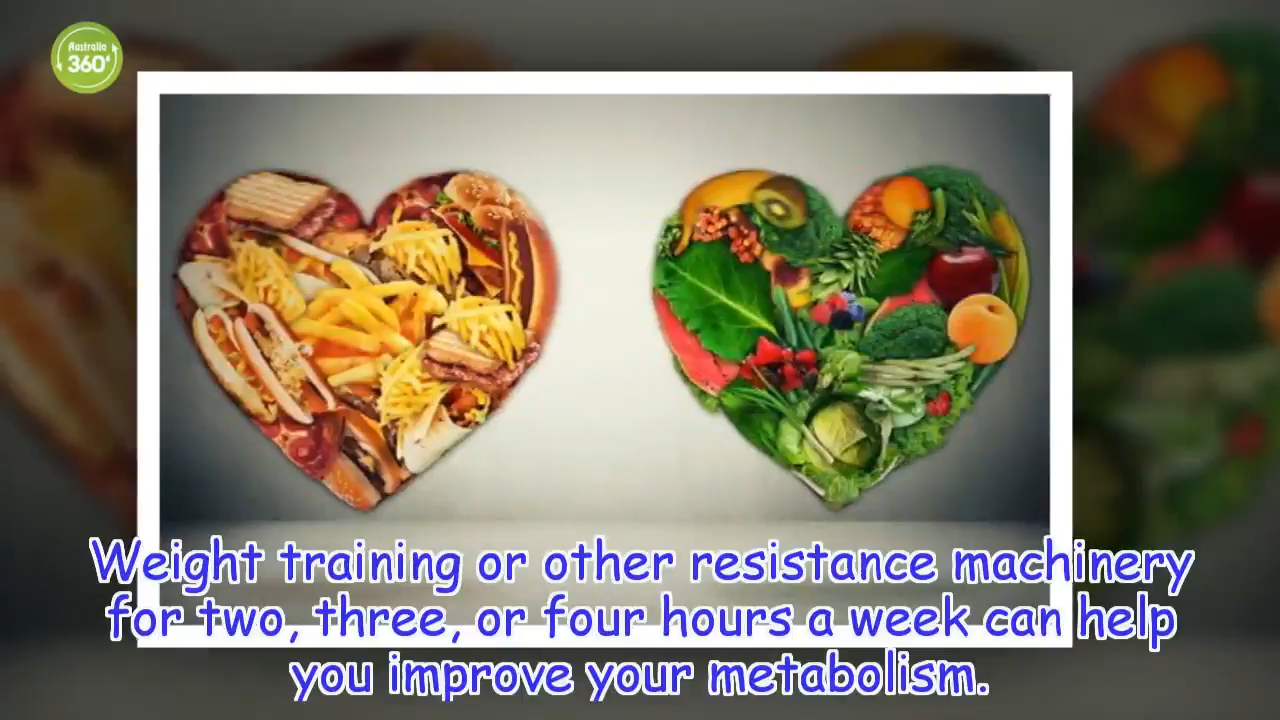 Australia
360°
Weight training or other resistance machinery
for two, three, or four hours a week can help
you improve your metabolism.